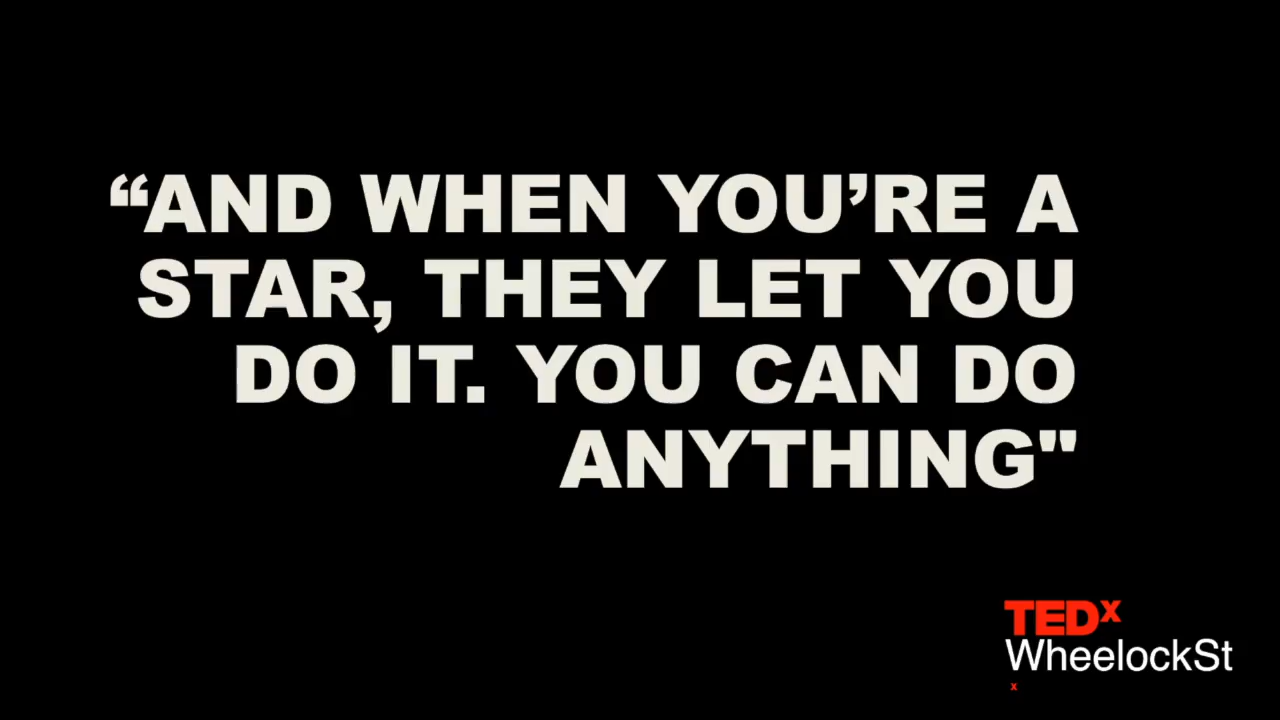 “AND WHEN YOU’RE A
STAR, THEY LET YOU
DO IT. YOU CAN DO
ANYTHING"
TEDx
WheelockSt
x